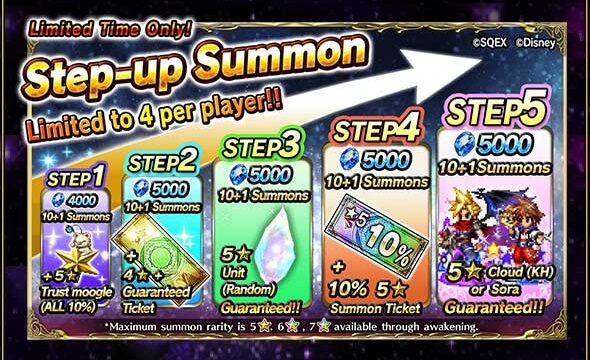 Limited Time Only!
©SQEX ©Disney
Step-up Summon
Limited to 4 per player!!
STEP1
4000
10+1 Summons
+ 5★
Trust moogle
(ALL 10%)
STEP2
5000
10+1 Summons
+
4★+
Guaranteed
Ticket
STEP3
5000
10+1 Summons
5★
Unit
(Random)
Guaranteed!!
STEP4
5000
10+1 Summons
★5 10%
+
10% 5★
Summon Ticket
STEP5
5000
10+1 Summons
5★ Cloud (KH)
or Sora
Guaranteed!!
*Maximum summon rarity is 5★. 6★, 7★ available through awakening.